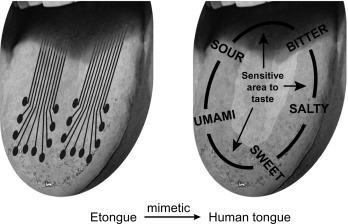 SOUR
BITTER
Sensitive
area to
taste
UMAMI
SALTY
SWEET
mimetic
Etongue Human tongue